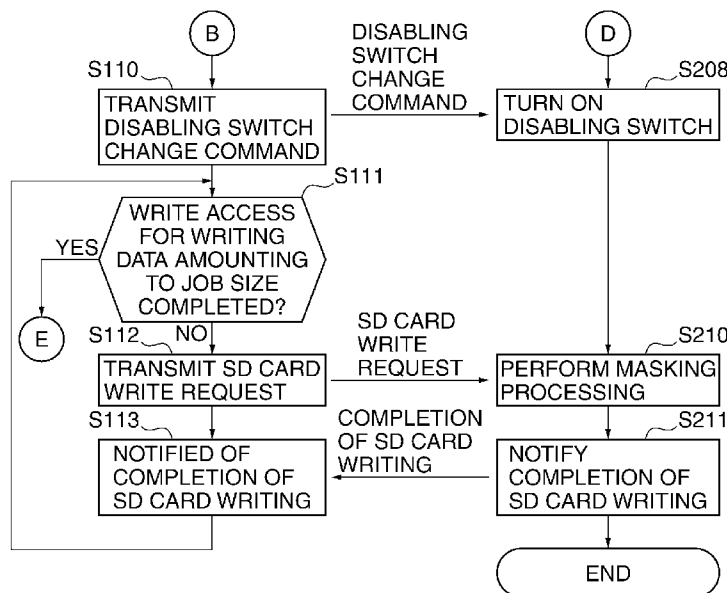 B
DISABLING
SWITCH
CHANGE
COMMAND
D
S110
TRANSMIT
DISABLING SWITCH
CHANGE COMMAND
S208
TURN ON
DISABLING SWITCH
S111
WRITE ACCESS
FOR WRITING
DATA AMOUNTING
TO JOB SIZE
COMPLETED?
YES
E
NO
S112
TRANSMIT SD CARD
WRITE REQUEST
SD CARD
WRITE
REQUEST
S210
PERFORM MASKING
PROCESSING
S113
NOTIFIED OF
COMPLETION OF
SD CARD WRITING
COMPLETION
OF SD CARD
WRITING
S211
NOTIFY
COMPLETION OF
SD CARD WRITING
END